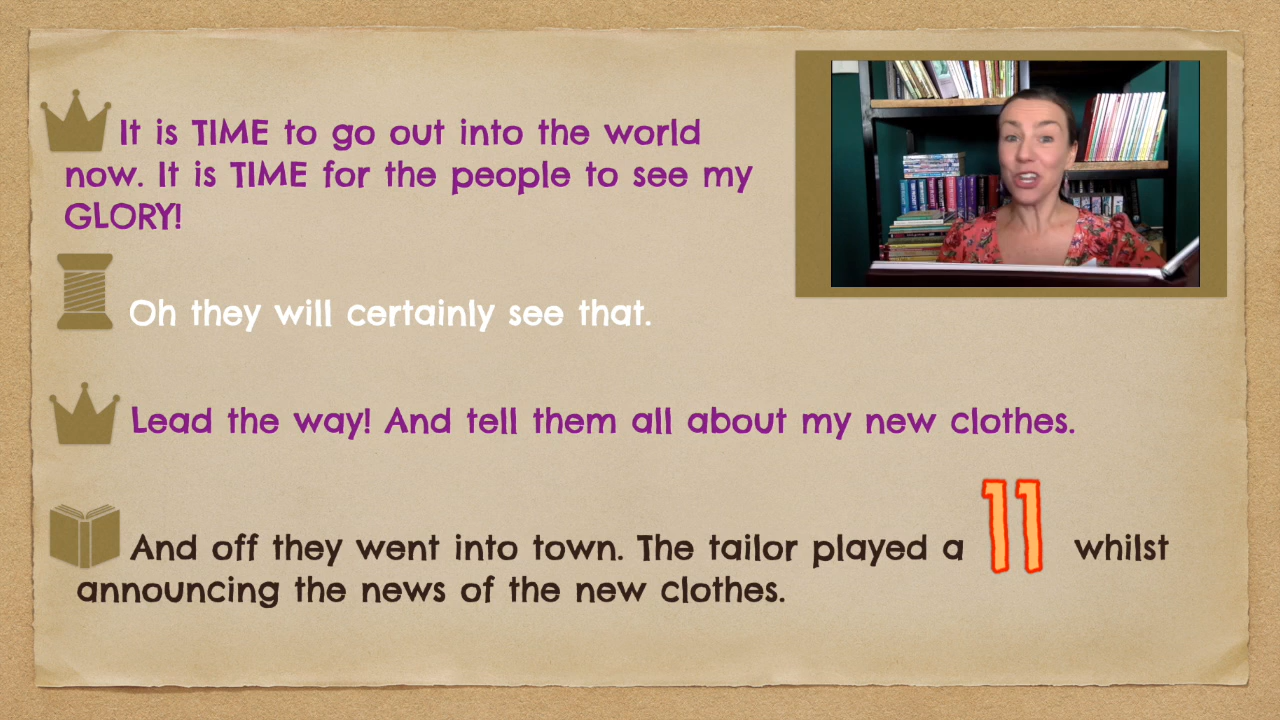 It is TIME to go out into the world
now. It is TIME for the people to see my
GLORY!
Oh they will certainly see that.
Lead the way! And tell them all about my new clothes.
And off they went into town. The tailor played a 11 whilst
announcing the news of the new clothes.